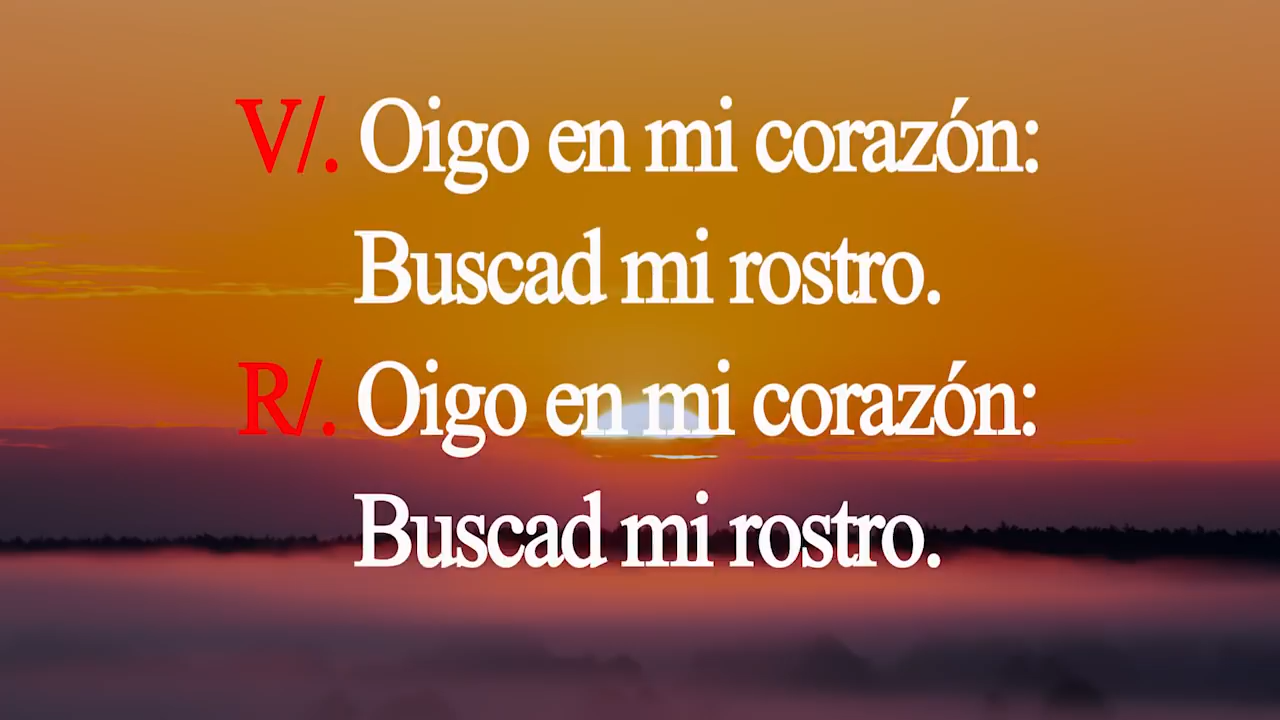 V/. Oigo en mi corazón:
Buscad mi rostro.
R/. Oigo en mi corazón:
Buscad mi rostro.